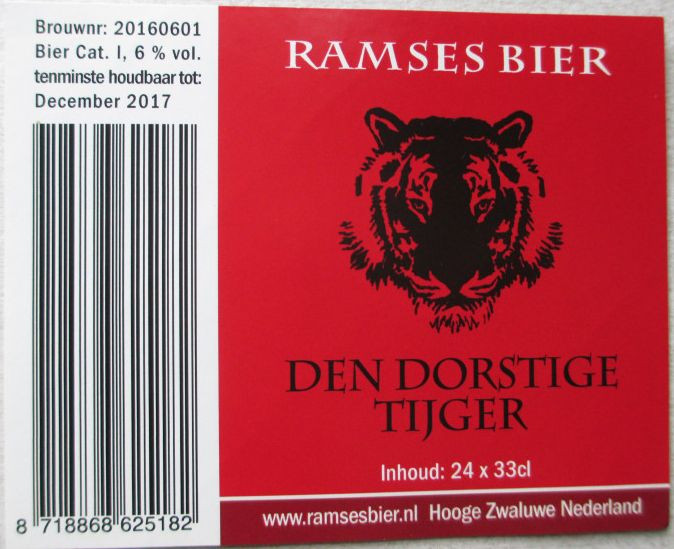 Brouwnr: 20160601
Bier Cat. I, 6 % vol.
tenminste houdbaar tot:
December 2017
8 718868 625182
RAMSES BIER
DEN DORSTIGE
TIJGER
Inhoud: 24 x 33cl
www.ramsesbier.nl Hooge Zwaluwe Nederland